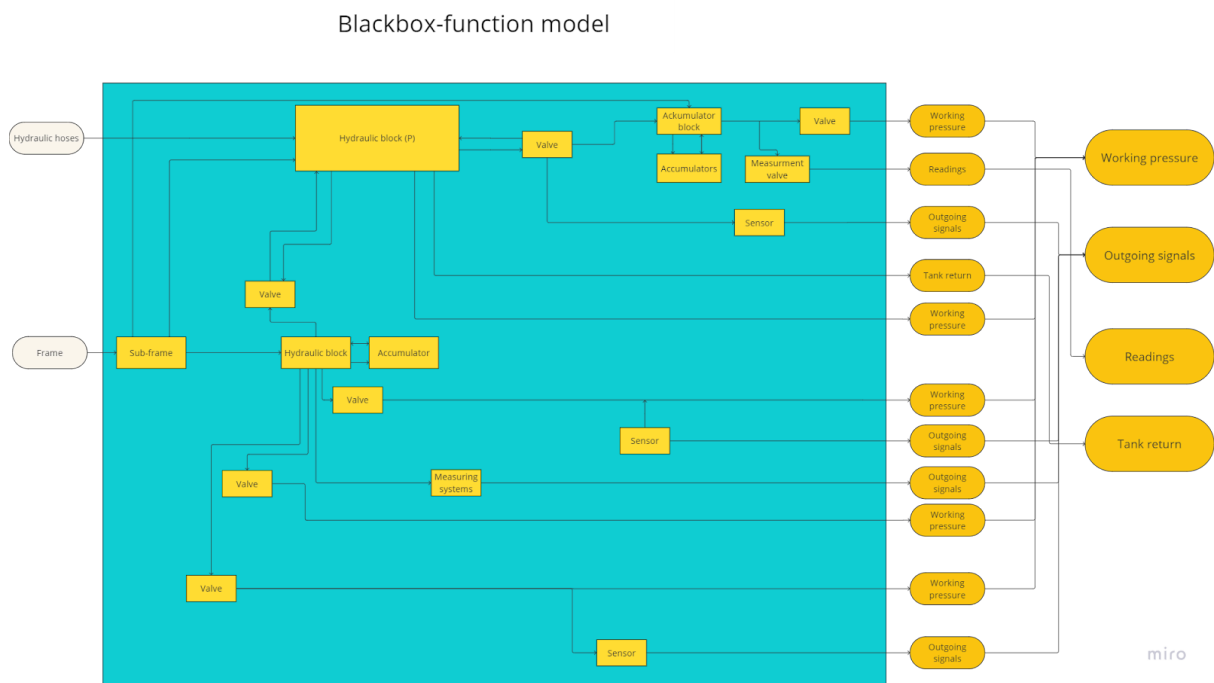 Blackbox-function model
Hydraulic hoses
Hydraulic block (P)
Valve
Ackumulator
block
Valve
Working
pressure
Working pressure
Accumulators
Measurment
valve
Readings
Sensor
Outgoing
signals
Outgoing signals
Tank return
Valve
Working
pressure
Frame
Sub-frame
Hydraulic block
Accumulator
Readings
Valve
Working
pressure
Sensor
Outgoing
signals
Tank return
Valve
Measuring
systems
Outgoing
signals
Working
pressure
Valve
Working
pressure
Sensor
Outgoing
signals
miro